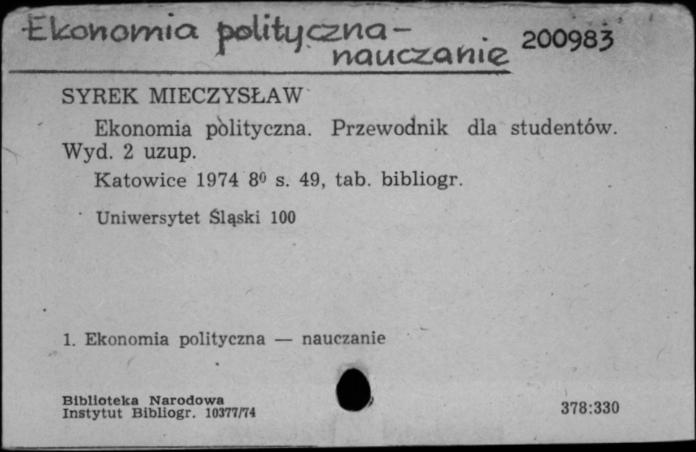 Ekonomia polityczna-
nauczanie 200983
SYREK MIECZYSŁAW
Ekonomia polityczna. Przewodnik dla studentów.
Wyd. 2 uzup.
Katowice 1974 8⁰ s. 49, tab. bibliogr.
Uniwersytet Śląski 100
1. Ekonomia polityczna — nauczanie
Biblioteka Narodowa
Instytut Bibliogr. 10377/74
378:330